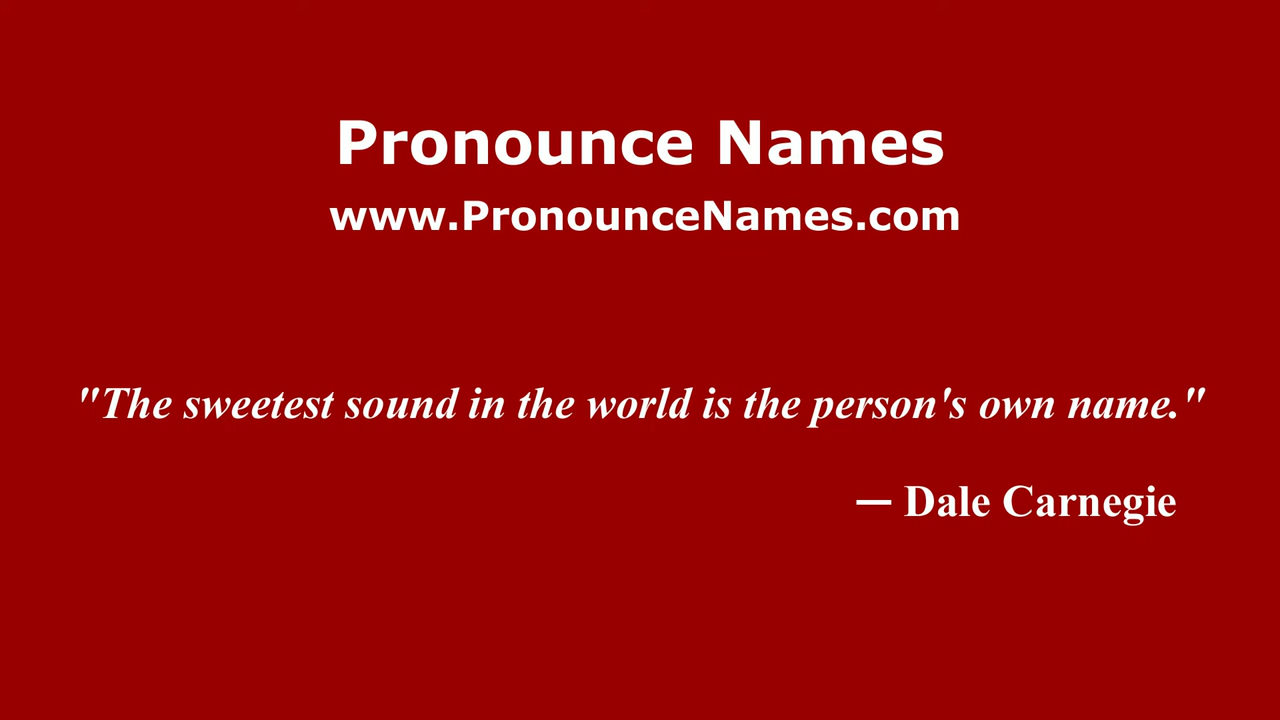 Pronounce Names
www.PronounceNames.com
"The sweetest sound in the world is the person's own name."
— Dale Carnegie